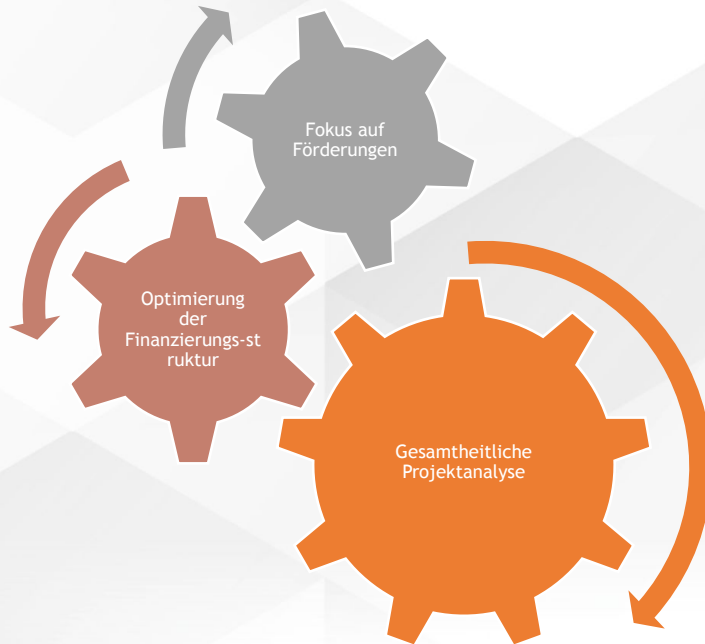 Fokus auf
Förderungen
Optimierung
der
Finanzierungs-st
ruktur
Gesamtheitliche
Projektanalyse